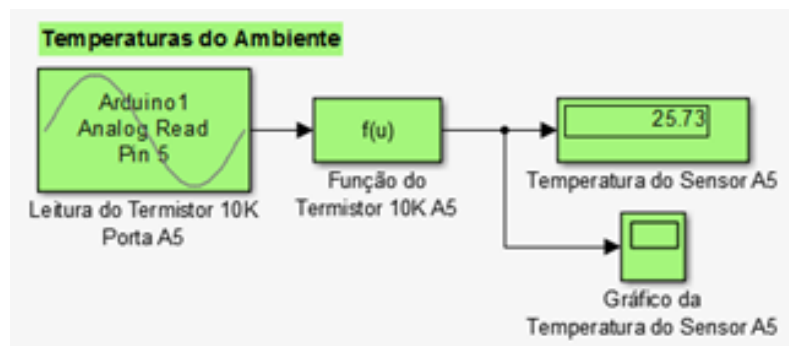 Temperaturas do Ambiente
Arduino1
Analog Read
Pin 5
Leitura do Termistor 10K
Porta A5
f(u)
Função do
Termistor 10K A5
25.73
Temperatura do Sensor A5
Gráfico da
Temperatura do Sensor A5